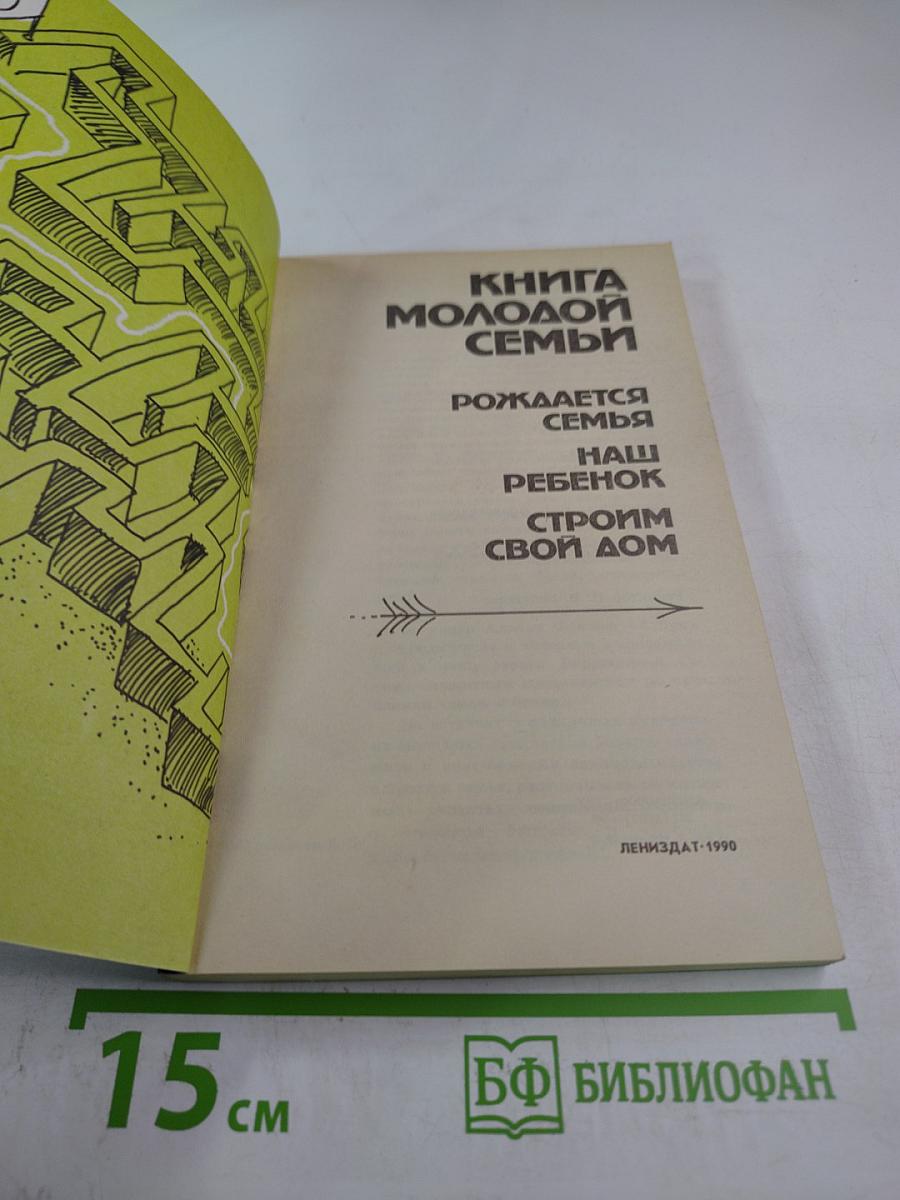 КНИГА
МОЛОДОЙ
СЕМЬИ
РОЖДАЕТСЯ
СЕМЬЯ
НАШ
РЕБЕНОК
СТРОИМ
СВОЙ ДОМ
ЛЕНИЗДАТ·1990
15 см
БФ БИБЛИОФАН